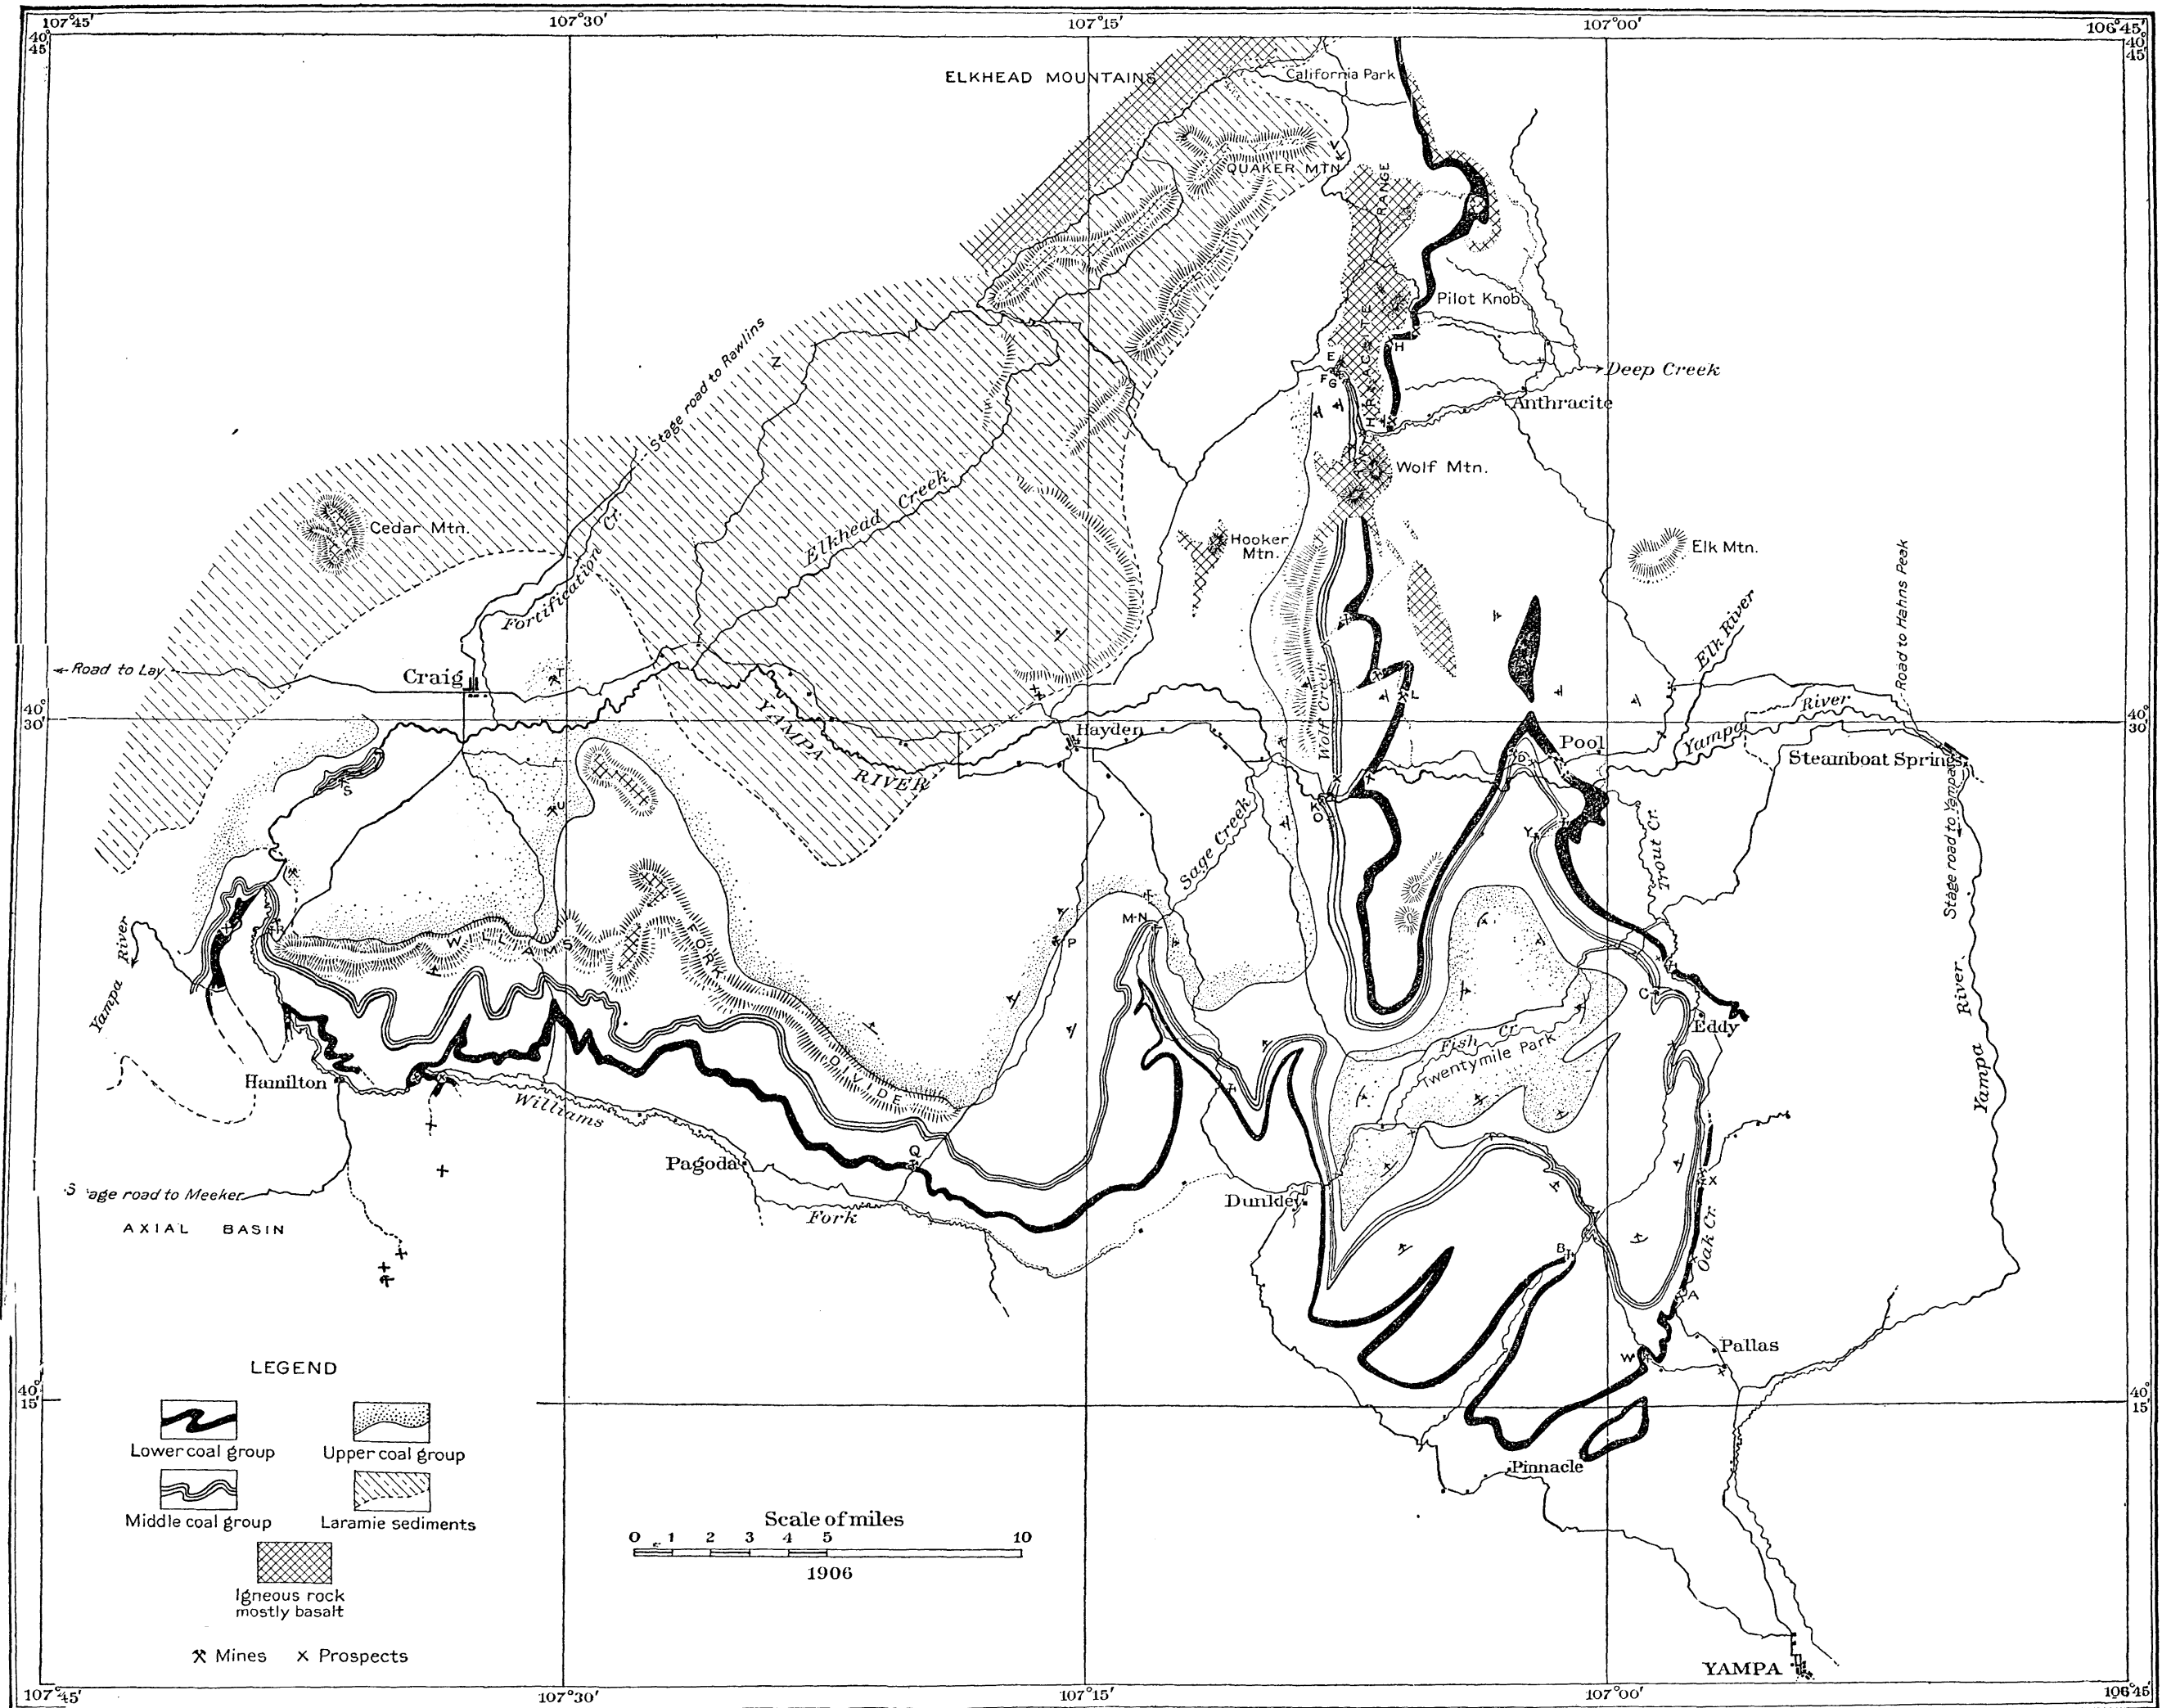 107°45'
107°30'
107°15'
107°00'
106°45'
40°
45'
40°
45'
ELKHEAD MOUNTAINS
California Park
QUAKER MTN
V
K
RANGE
Pilot Knob
ANTHRACITE
H
E
F
G
Deep Creek
Anthracite
X
Stage road to Rawlins
Z
Wolf Mtn.
Cedar Mtn.
Fortification Cr.
Elkhead Creek
Hooker
Mtn.
Elk Mtn.
Road to Hahns Peak
Elk River
Road to Lay
Craig
T
I
L
Wolf Creek
40°
30'
40°
30'
YAMPA
RIVER
Hayden
Pool
Yampa
River
Steamboat Springs
D
S
U
O
Y
Sage Creek
Trout Cr.
Stage road to Yampa
M-N
P
R
WILLIAMS
FORK
DIVIDE
Yampa
River
C
Eddy
Fish cr
Twentymile Park
Yampa
River
Hamilton
Williams
Fork
Pagoda
Q
Dunkley
X
Oak Cr.
S age road to Meeker
AXIAL BASIN
B
A
W
Pallas
40°
15'
40°
15'
Pinnacle
LEGEND
Lower coal group
Upper coal group
Middle coal group
Laramie sediments
Igneous rock
mostly basalt
Mines
Prospects
Scale of miles
0 1 2 3 4 5 10
1906
YAMPA
107°45'
107°30'
107°15'
107°00'
106°45'